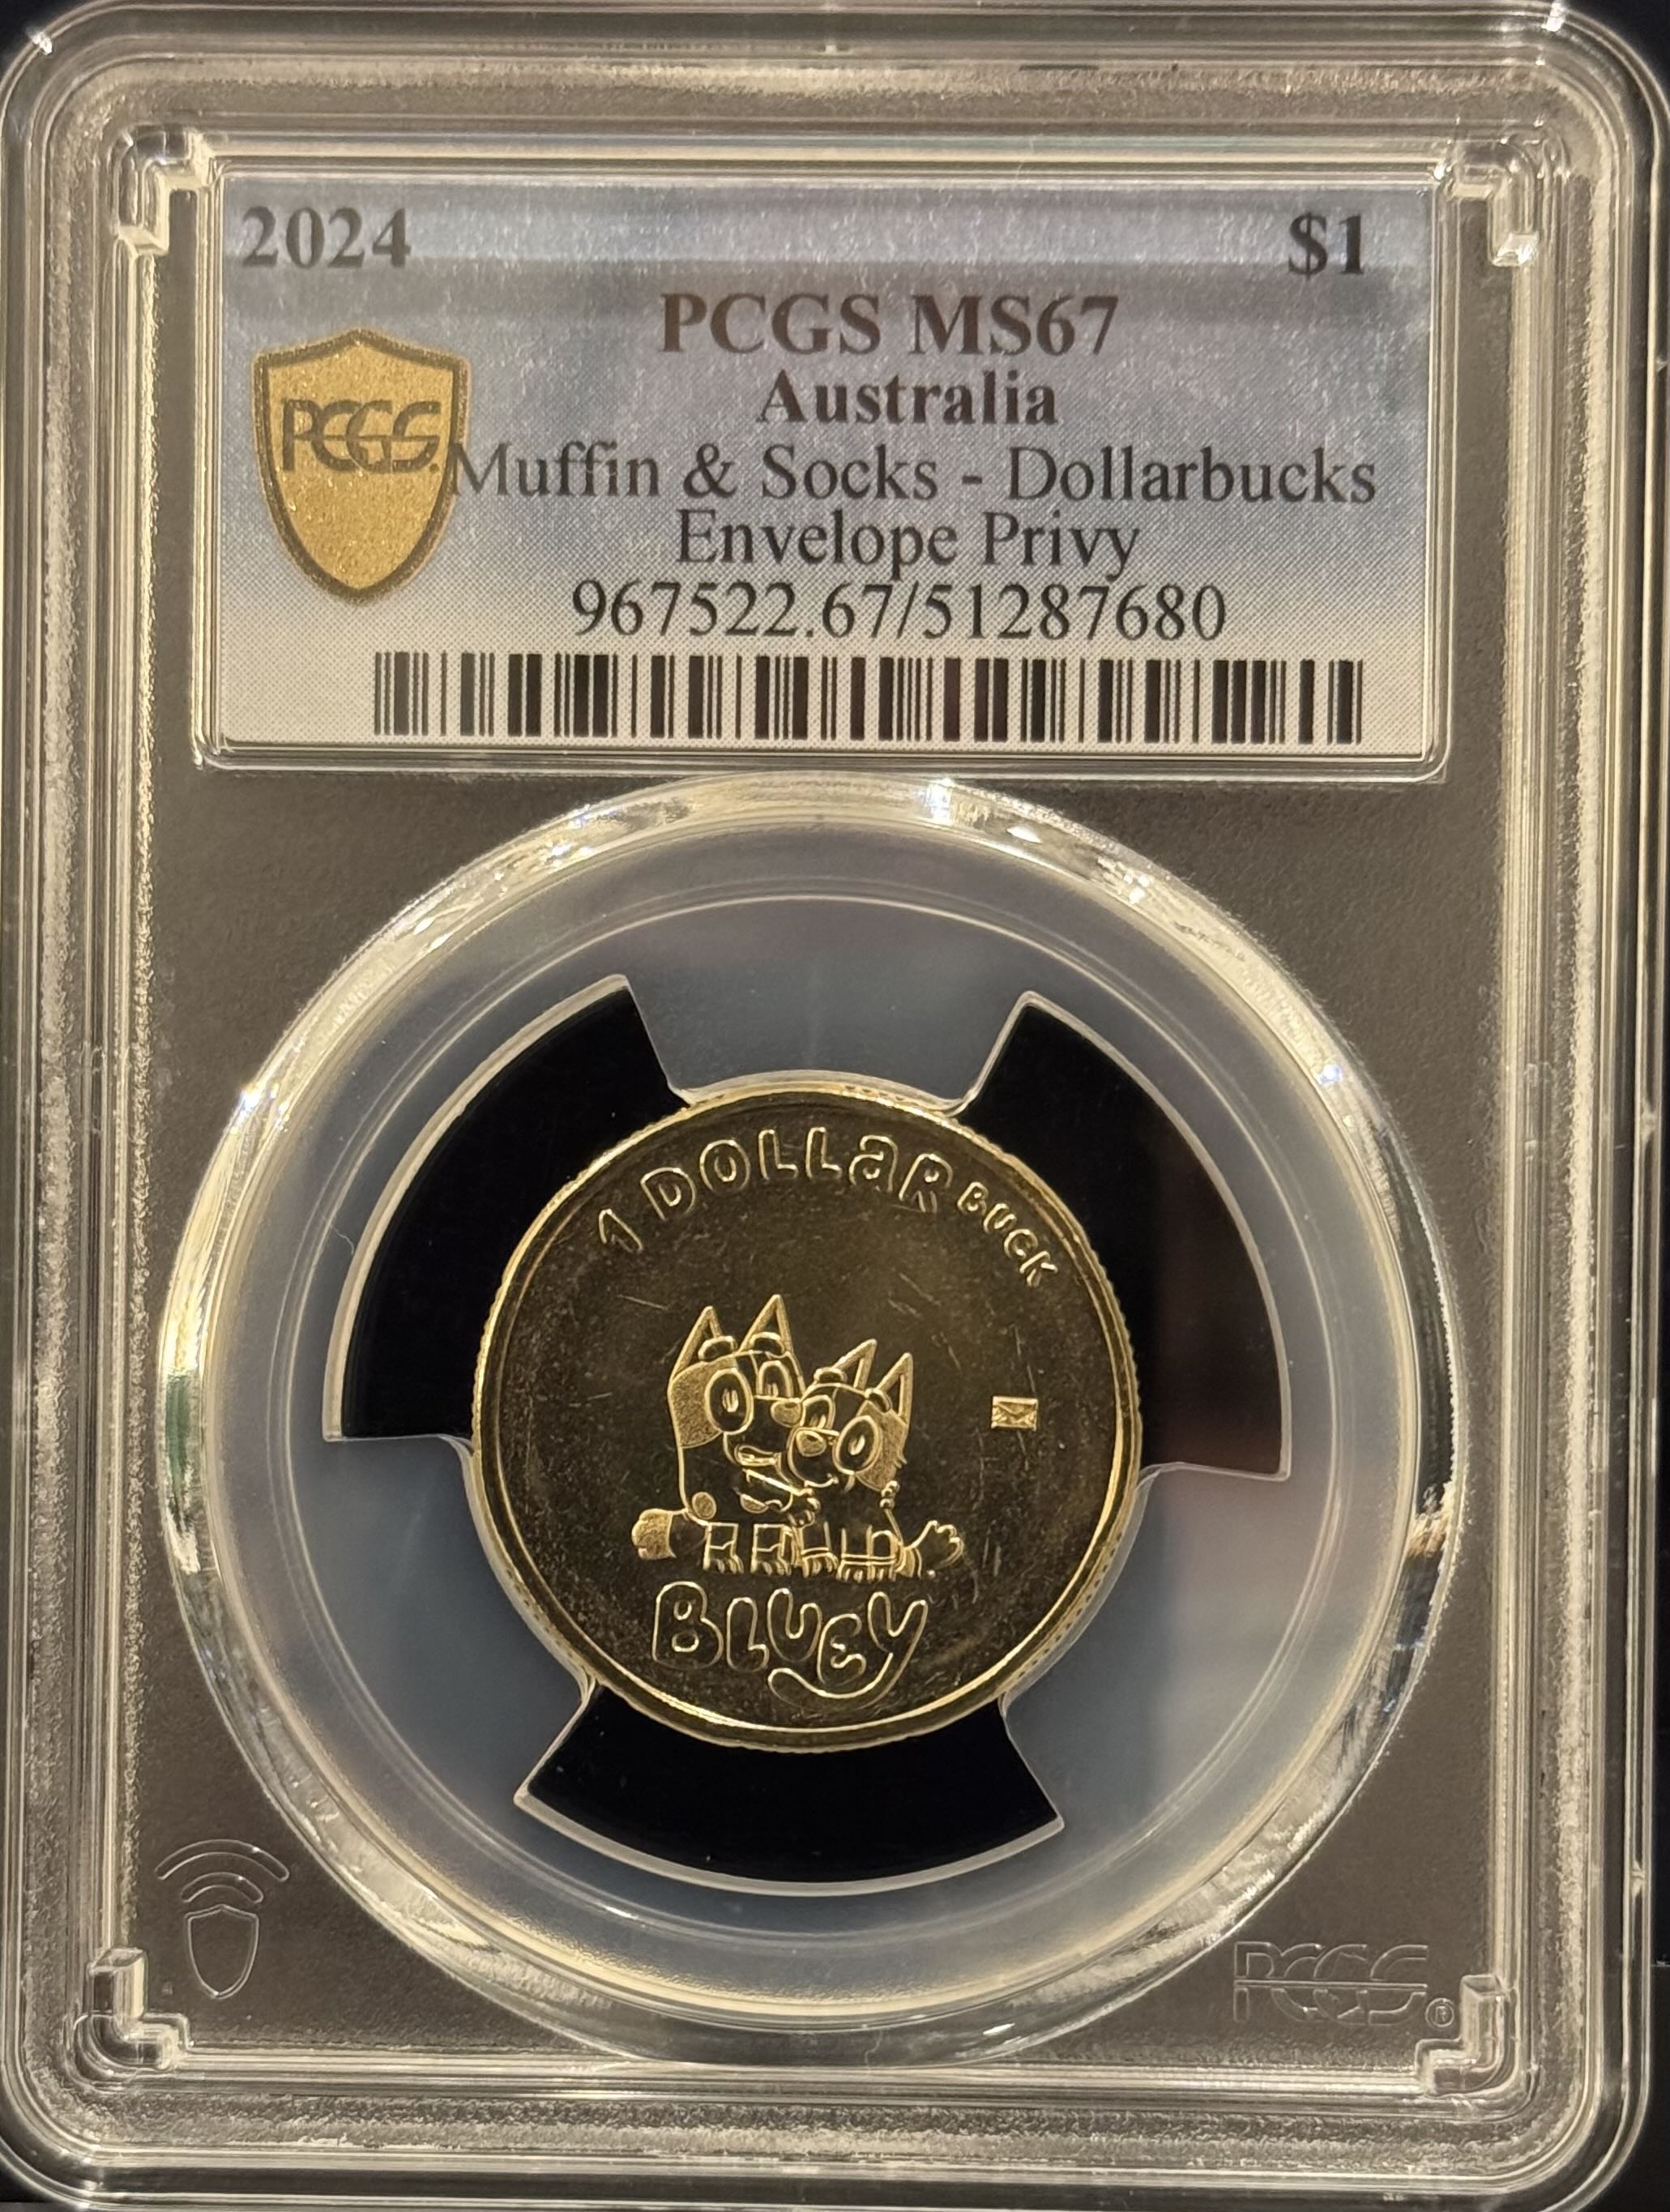 2024 $1
PCGS MS67
Australia
PCGS
Muffin & Socks - Dollarbucks
Envelope Privy
967522.67/51287680
1 DOLLaR BUCK
BLUEY
PCGS ®